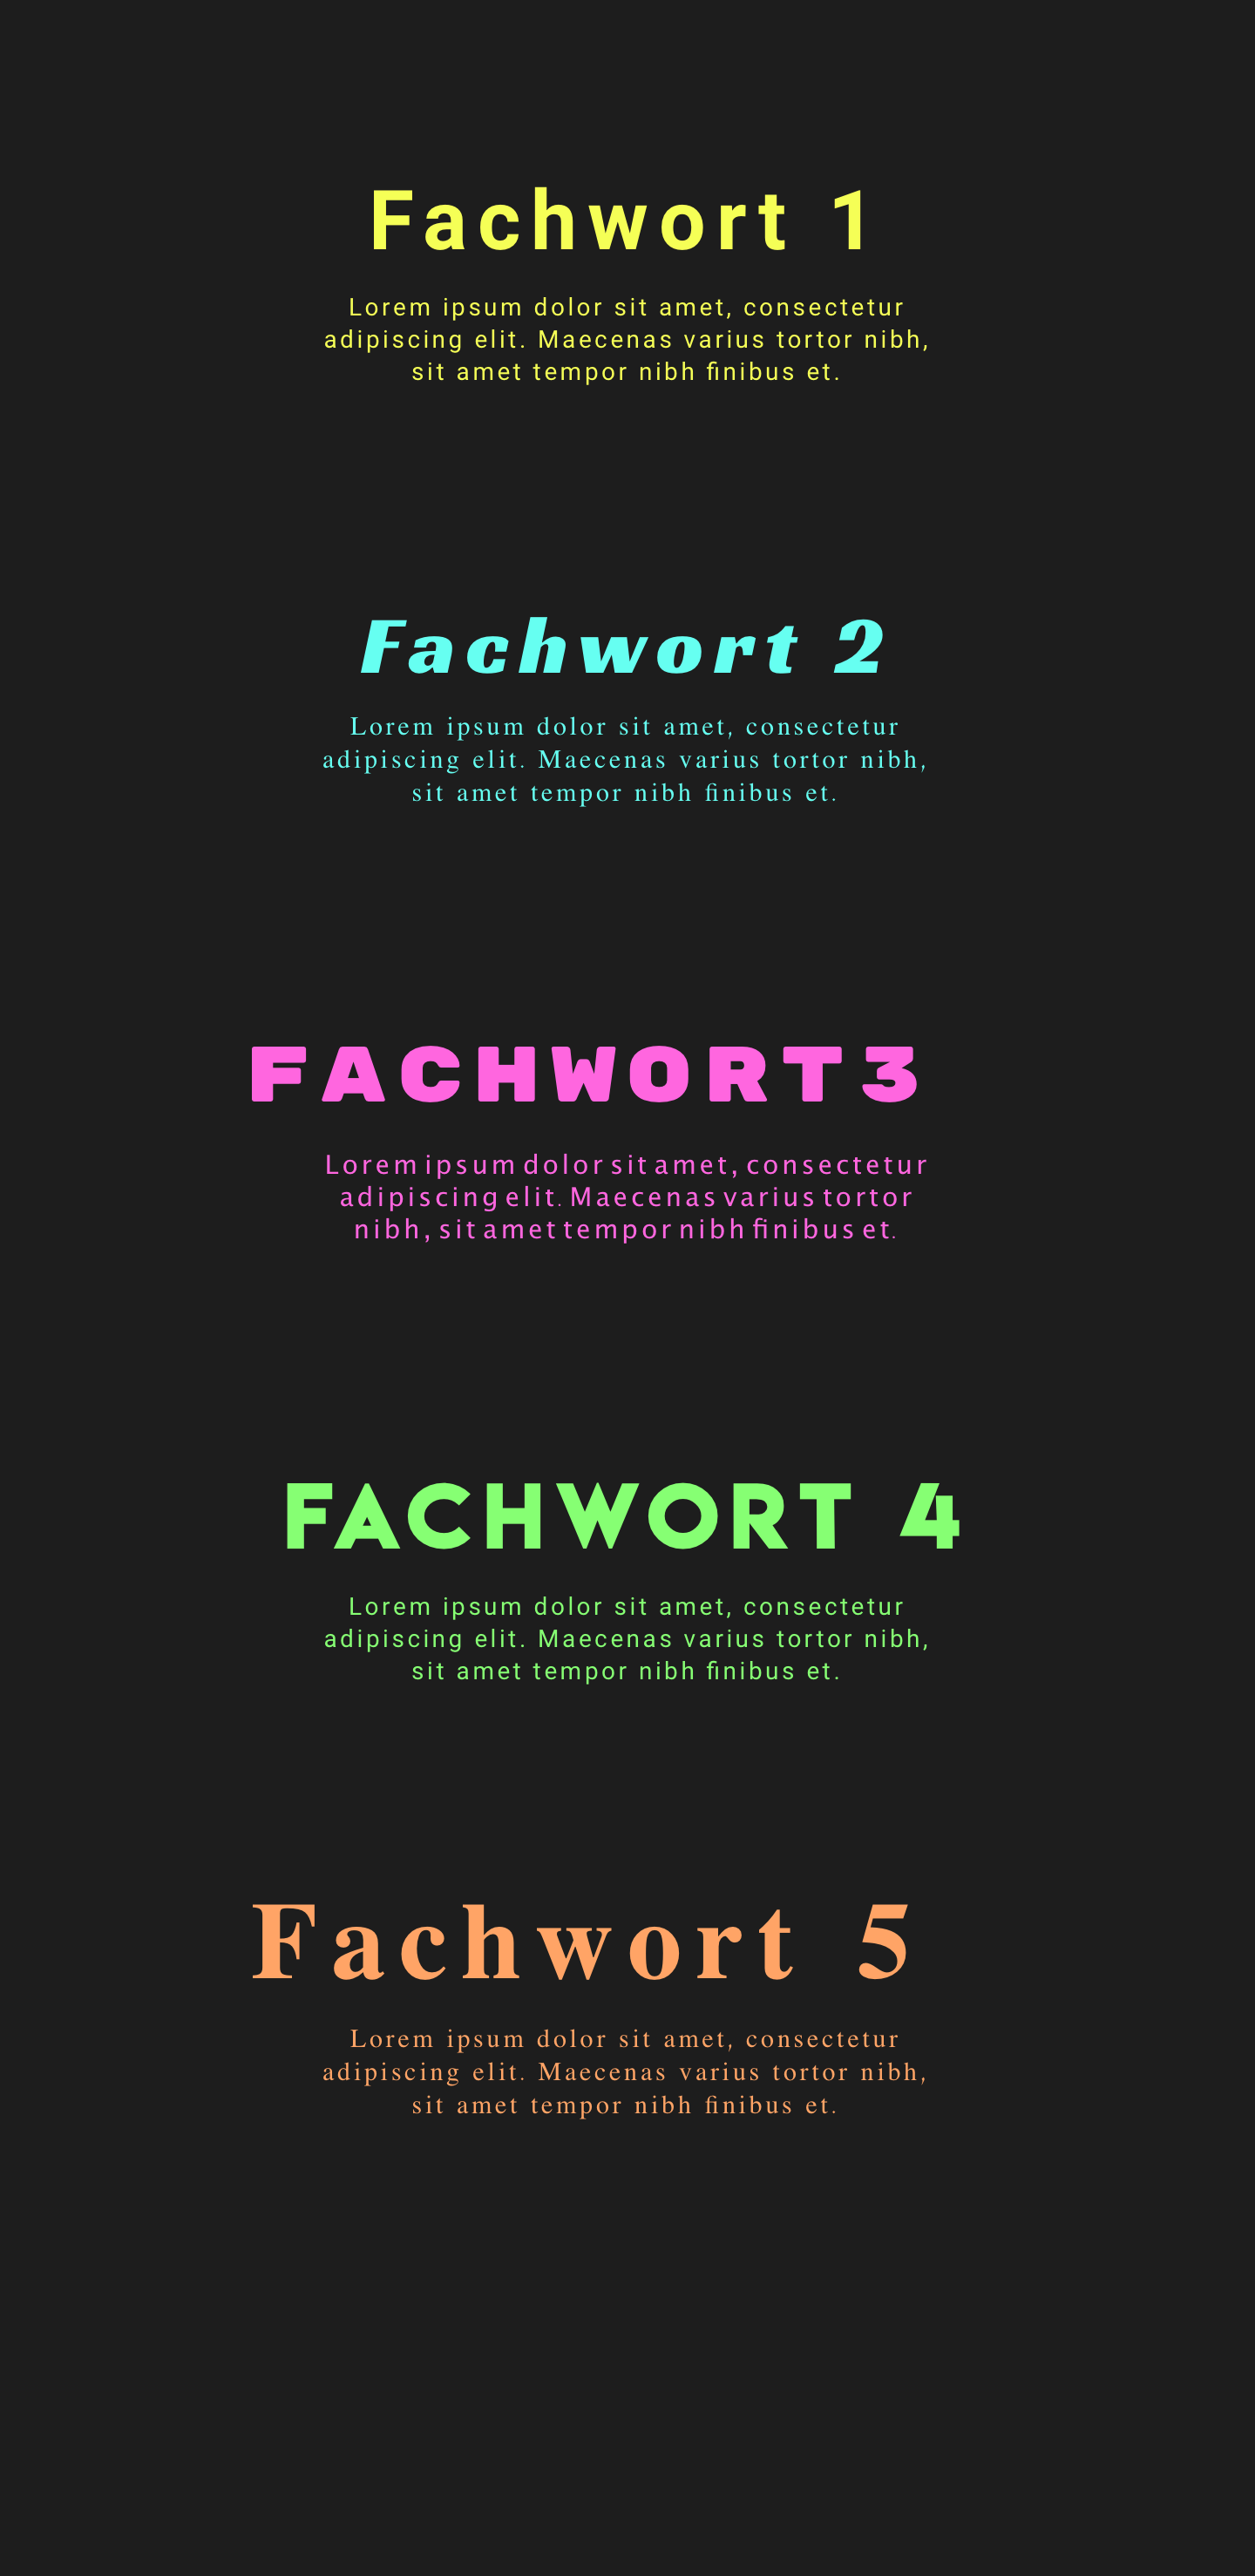 Fachwort 1
Lorem ipsum dolor sit amet, consectetur
adipiscing elit. Maecenas varius tortor nibh,
sit amet tempor nibh finibus et.
Fachwort 2
Lorem ipsum dolor sit amet, consectetur
adipiscing elit. Maecenas varius tortor nibh,
sit amet tempor nibh finibus et.
FACHWORT3
Lorem ipsum dolor sit amet, consectetur
adipiscing elit. Maecenas varius tortor
nibh, sit amet tempor nibh finibus et.
FACHWORT 4
Lorem ipsum dolor sit amet, consectetur
adipiscing elit. Maecenas varius tortor nibh,
sit amet tempor nibh finibus et.
Fachwort 5
Lorem ipsum dolor sit amet, consectetur
adipiscing elit. Maecenas varius tortor nibh,
sit amet tempor nibh finibus et.